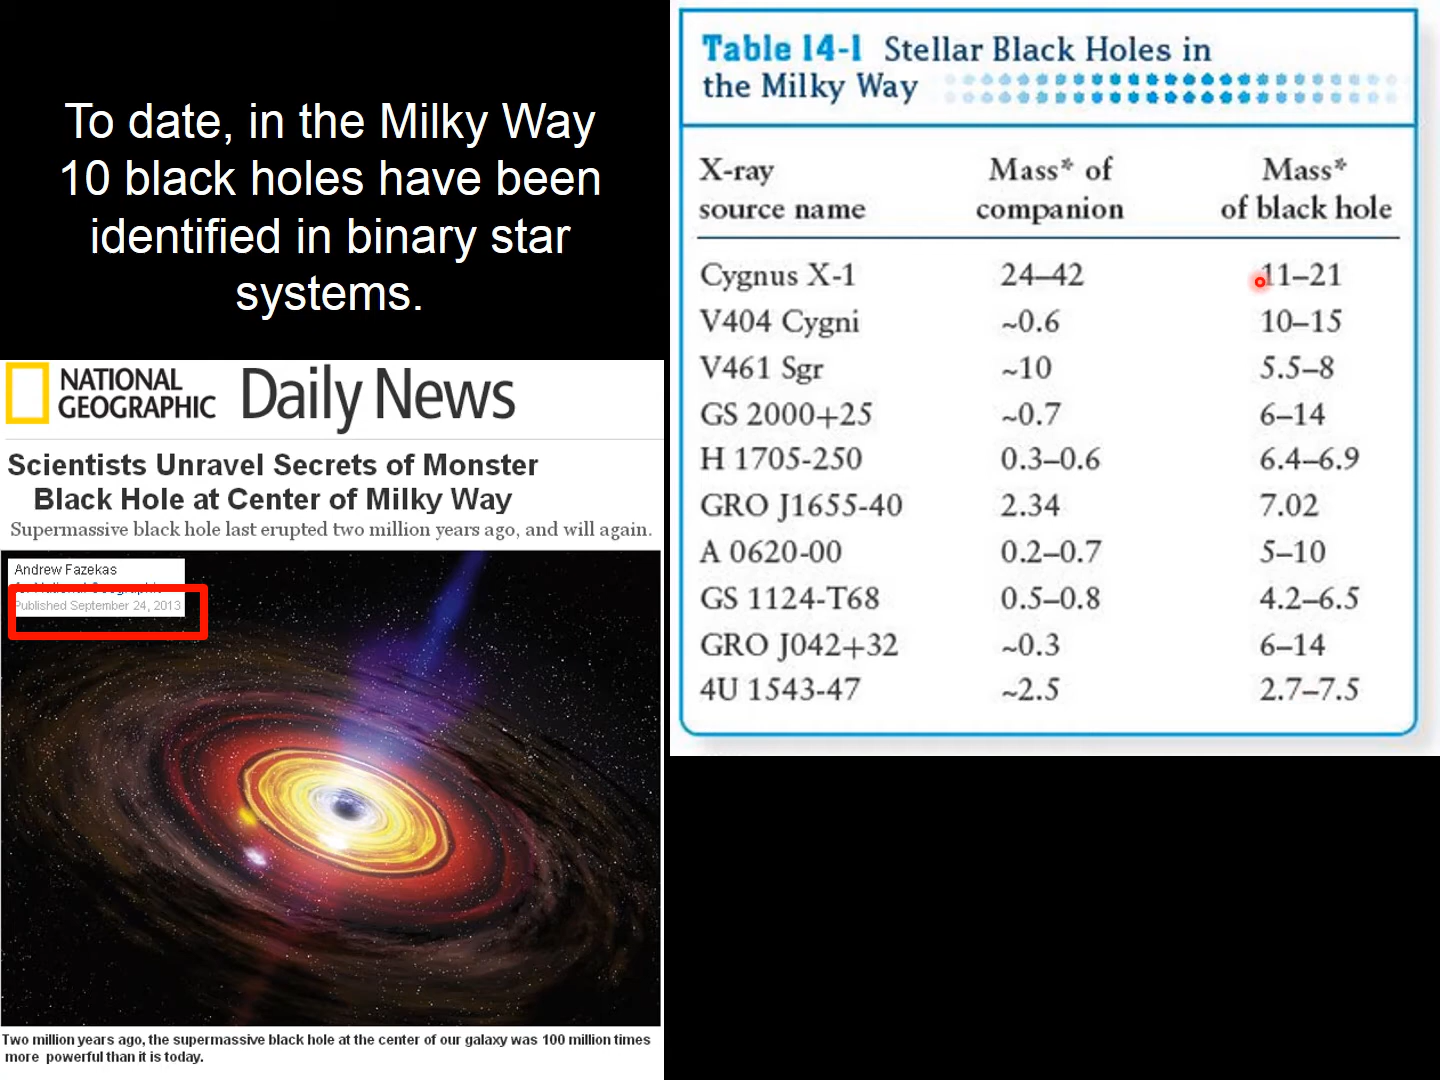 To date, in the Milky Way
10 black holes have been
identified in binary star
systems.
NATIONAL
GEOGRAPHIC
Daily News
Scientists Unravel Secrets of Monster
Black Hole at Center of Milky Way
Supermassive black hole last erupted two million years ago, and will again.
Andrew Fazekas
Published September 24, 2013
Two million years ago, the supermassive black hole at the center of our galaxy was 100 million times
more powerful than it is today.
Table 14-1 Stellar Black Holes in
the Milky Way
X-ray source name Mass* of companion Mass* of black hole
Cygnus X-1 24–42 11–21
V404 Cygni ~0.6 10–15
V461 Sgr ~10 5.5–8
GS 2000+25 ~0.7 6–14
H 1705-250 0.3–0.6 6.4–6.9
GRO J1655-40 2.34 7.02
A 0620-00 0.2–0.7 5–10
GS 1124-T68 0.5–0.8 4.2–6.5
GRO J042+32 ~0.3 6–14
4U 1543-47 ~2.5 2.7–7.5